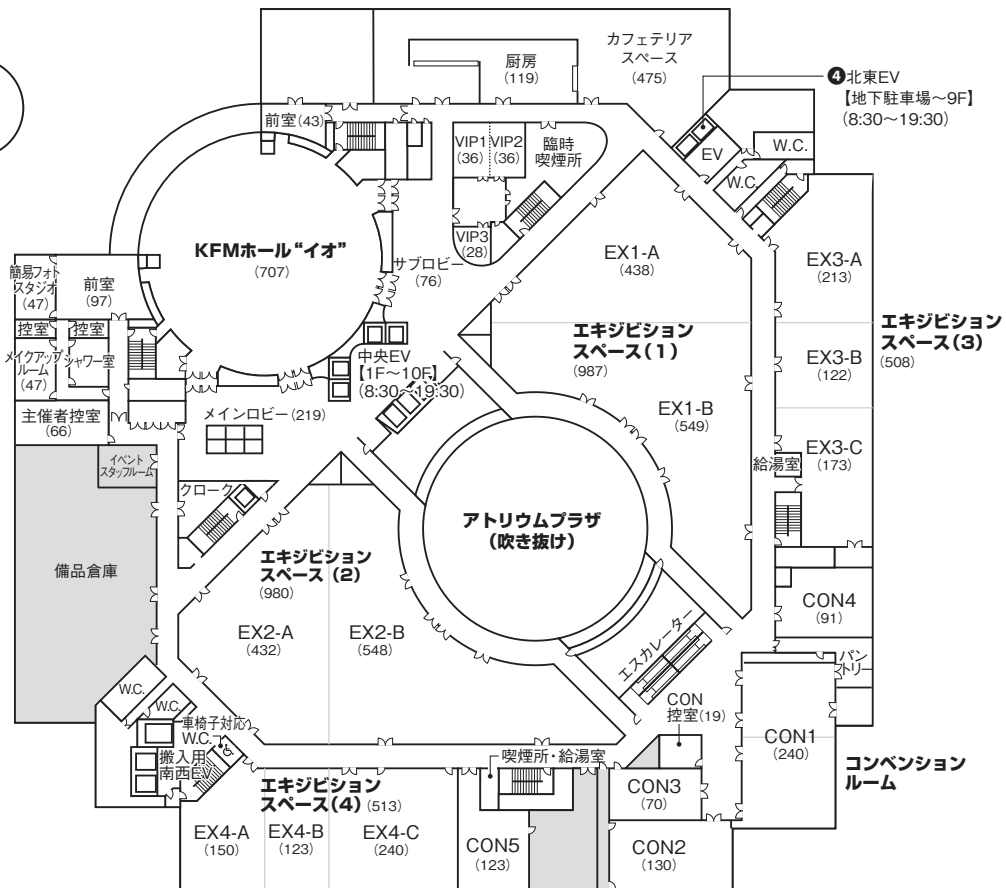 カフェテリア
スペース
(475)
厨房
(119)
❹北東EV
【地下駐車場〜9F】
(8:30〜19:30)
前室(43)
VIP1
(36)
VIP2
(36)
臨時
喫煙所
EV
W.C.
W.C.
VIP3
(28)
KFMホール“イオ”
(707)
サブロビー
(76)
EX1-A
(438)
EX3-A
(213)
簡易フォト
スタジオ
(47)
前室
(97)
エキジビション
スペース(1)
(987)
エキジビション
スペース(3)
(508)
控室
控室
メイクアップ
ルーム
(47)
シャワー室
中央EV
【1F〜10F】
(8:30〜19:30)
EX3-B
(122)
主催者控室
(66)
メインロビー(219)
EX1-B
(549)
EX3-C
(173)
給湯室
イベント
スタッフルーム
クローク
アトリウムプラザ
(吹き抜け)
備品倉庫
エキジビション
スペース(2)
(980)
EX2-A
(432)
EX2-B
(548)
CON4
(91)
エスカレーター
パン
トリー
W.C.
W.C.
車椅子対応
W.C.
搬入用
南西EV
CON
控室(19)
CON1
(240)
コンベンション
ルーム
喫煙所・給湯室
エキジビション
スペース(4)(513)
CON3
(70)
EX4-A
(150)
EX4-B
(123)
EX4-C
(240)
CON5
(123)
CON2
(130)